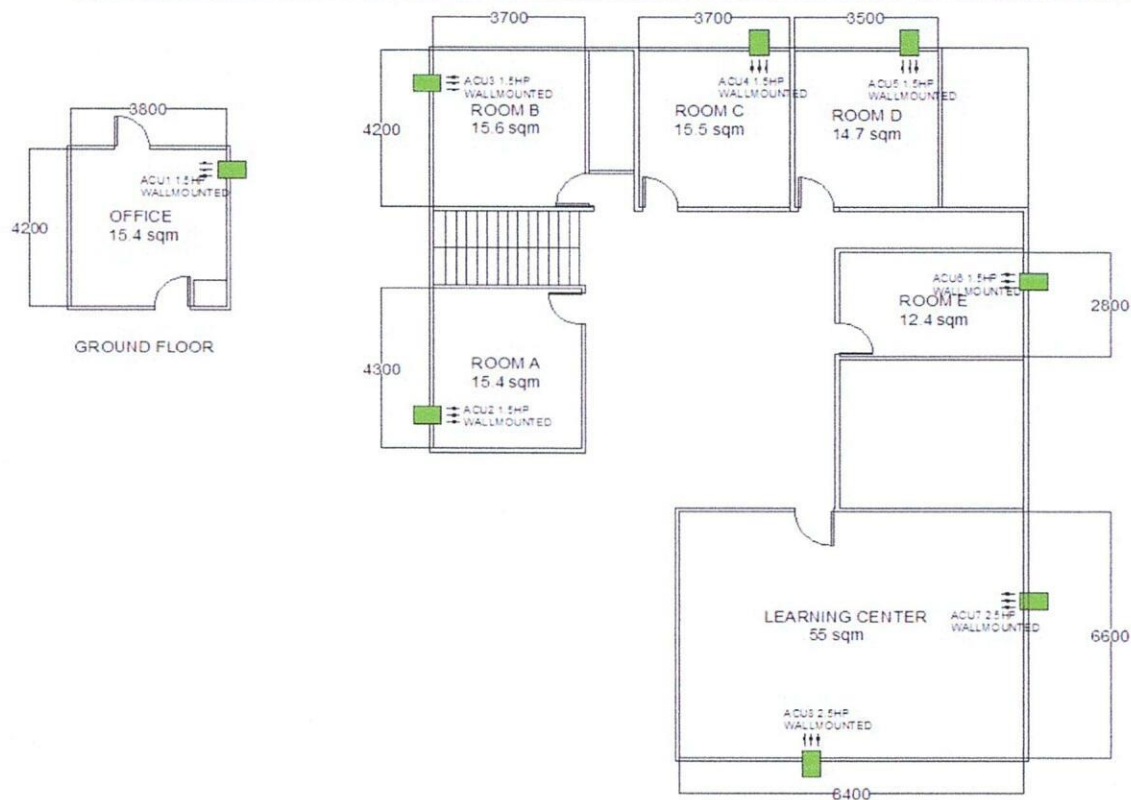 3700
3700
3500
ACU3 1.5HP
WALLMOUNTED
ROOM B
15.6 sqm
4200
ACU4 1.5HP
WALLMOUNTED
ROOM C
15.5 sqm
ACU5 1.5HP
WALLMOUNTED
ROOM D
14.7 sqm
3800
ACU1 1.5HP
WALLMOUNTED
OFFICE
15.4 sqm
4200
GROUND FLOOR
ACU6 1.5HP
WALLMOUNTED
ROOM E
12.4 sqm
2800
ROOM A
15.4 sqm
4300
ACU2 1.5HP
WALLMOUNTED
LEARNING CENTER
55 sqm
ACU7 2.5HP
WALLMOUNTED
6600
ACU8 2.5HP
WALLMOUNTED
8400